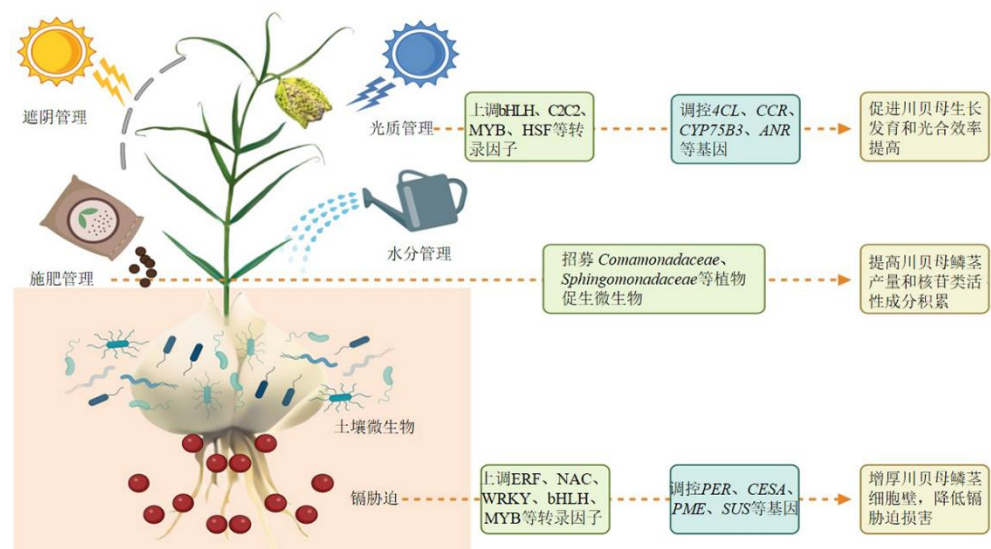 遮阴管理
光质管理
上调bHLH、C2C2、
MYB、HSF等转
录因子
调控4CL、CCR、
CYP75B3、ANR
等基因
促进川贝母生长
发育和光合效率
提高
施肥管理
水分管理
招募 Comamonadaceae、
Sphingomonadaceae等植物
促生微生物
提高川贝母鳞茎
产量和核苷类活
性成分积累
土壤微生物
镉胁迫
上调ERF、NAC、
WRKY、bHLH、
MYB等转录因子
调控PER、CESA、
PME、SUS等基因
增厚川贝母鳞茎
细胞壁，降低镉
胁迫损害